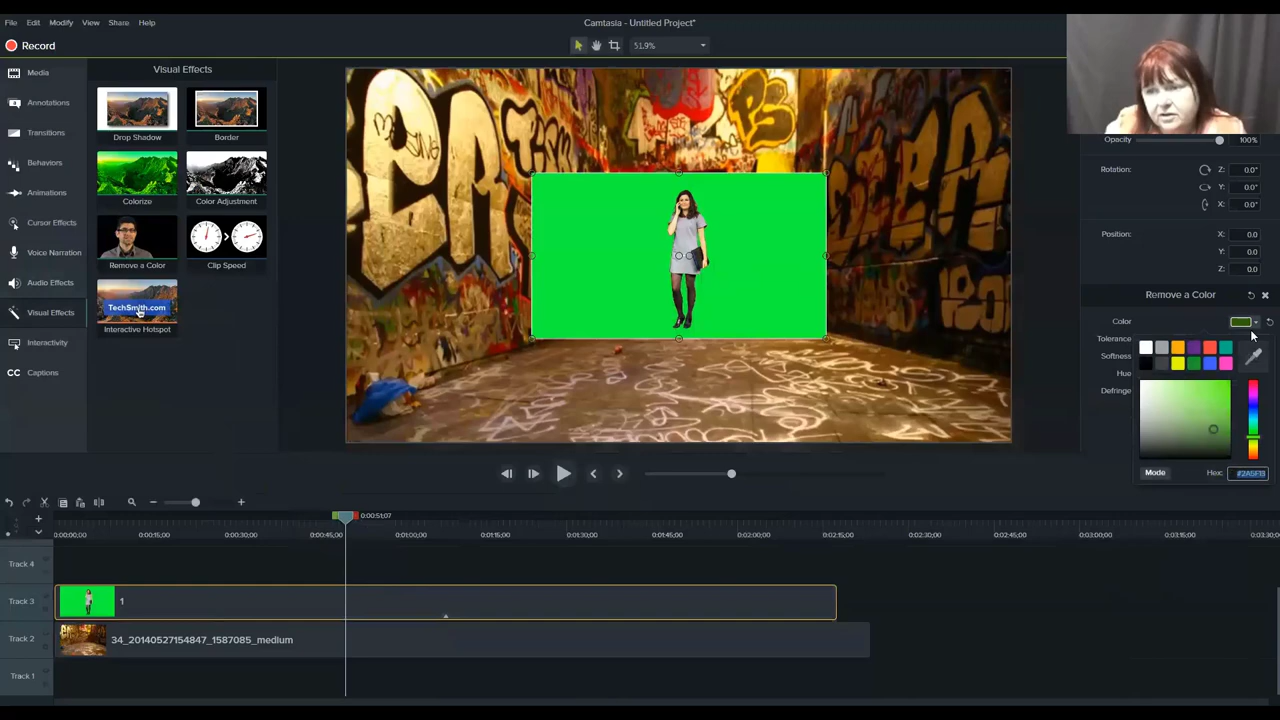 File Edit Modify View Share Help
Camtasia - Untitled Project*
Record
51.9%
Media
Annotations
Transitions
Behaviors
Animations
Cursor Effects
Voice Narration
Audio Effects
Visual Effects
Interactivity
CC Captions
Visual Effects
Drop Shadow
Border
Colorize
Color Adjustment
Remove a Color
Clip Speed
TechSmith.com
Interactive Hotspot
Opacity 100%
Rotation: Z: 0.0°
Y: 0.0°
X: 0.0°
Position: X: 0.0
Y: 0.0
Z: 0.0
Remove a Color
Color
Tolerance
Softness
Hue
Defringe
Mode Hex: #2A5F13
0:00:51;07
0:00:00;00 0:00:15;00 0:00:30;00 0:00:45;00 0:01:00;00 0:01:15;00 0:01:30;00 0:01:45;00 0:02:00;00 0:02:15;00 0:02:30;00 0:02:45;00 0:03:00;00 0:03:15;00 0:03:30;00
Track 4
Track 3 1
Track 2 34_20140527154847_1587085_medium
Track 1